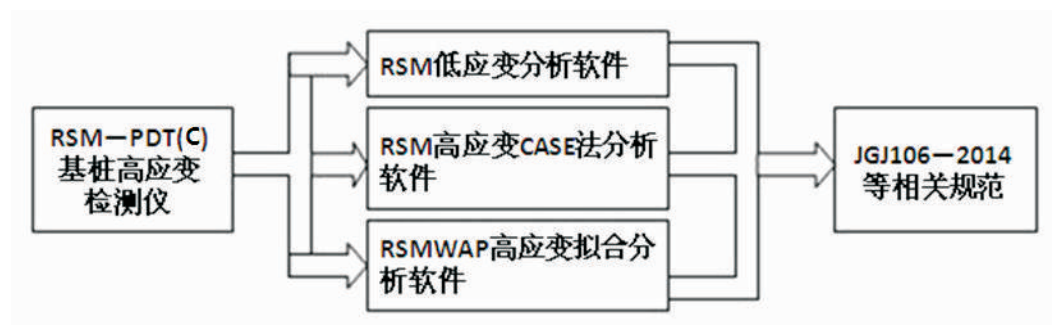 RSM—PDT(C)
基桩高应变
检测仪
RSM低应变分析软件
RSM高应变CASE法分析
软件
RSMWAP高应变拟合分
析软件
JGJ106—2014
等相关规范